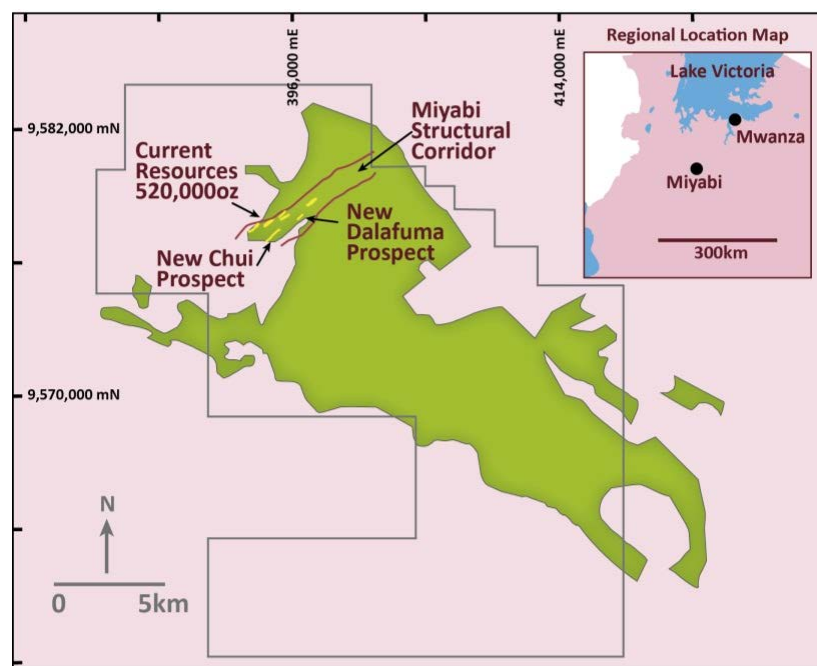 396,000 mE
414,000 mE
Regional Location Map
Lake Victoria
Mwanza
Miyabi
300km
9,582,000 mN
Miyabi
Structural
Corridor
Current
Resources
520,000oz
New
Dalafuma
Prospect
New Chui
Prospect
9,570,000 mN
N
0
5km